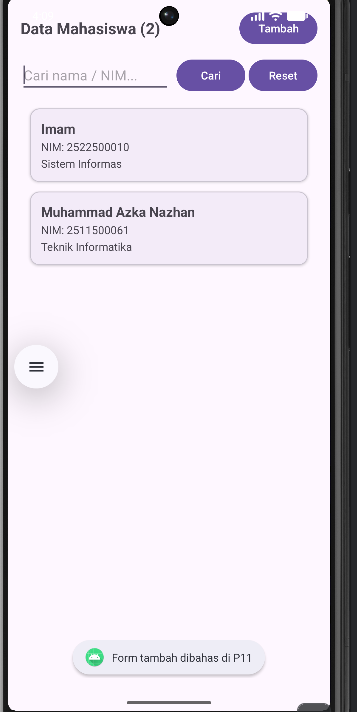 Data Mahasiswa (2)
Tambah
Cari nama / NIM...
Cari
Reset
Imam
NIM: 2522500010
Sistem Informas
Muhammad Azka Nazhan
NIM: 2511500061
Teknik Informatika
Form tambah dibahas di P11